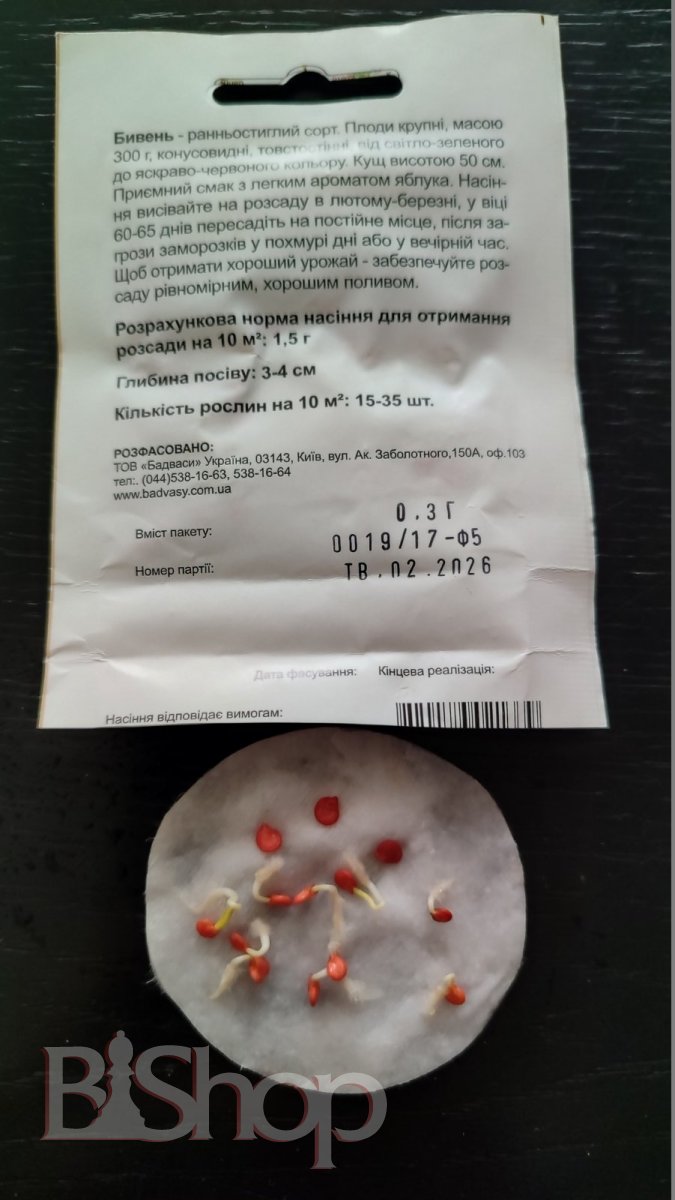 Бивень - ранньостиглий сорт. Плоди крупні, масою
300 г, конусовидні, товстостінні, від світло-зеленого
до яскраво-червоного кольору. Кущ висотою 50 см.
Приємний смак з легким ароматом яблука. Насін-
ня висівайте на розсаду в лютому-березні, у віці
60-65 днів пересадіть на постійне місце, після за-
грози заморозків у похмурі дні або у вечірній час.
Щоб отримати хороший урожай - забезпечуйте роз-
саду рівномірним, хорошим поливом.
Розрахункова норма насіння для отримання
розсади на 10 м²: 1,5 г
Глибина посіву: 3-4 см
Кількість рослин на 10 м²: 15-35 шт.
РОЗФАСОВАНО:
ТОВ «Бадваси» Україна, 03143, Київ, вул. Ак. Заболотного,150А, оф.103
тел:. (044)538-16-63, 538-16-64
www.badvasy.com.ua
Вміст пакету: 0.3Г
0019/17-Ф5
Номер партії: ТВ.02.2026
Дата фасування: Кінцева реалізація:
Насіння відповідає вимогам:
BiShop